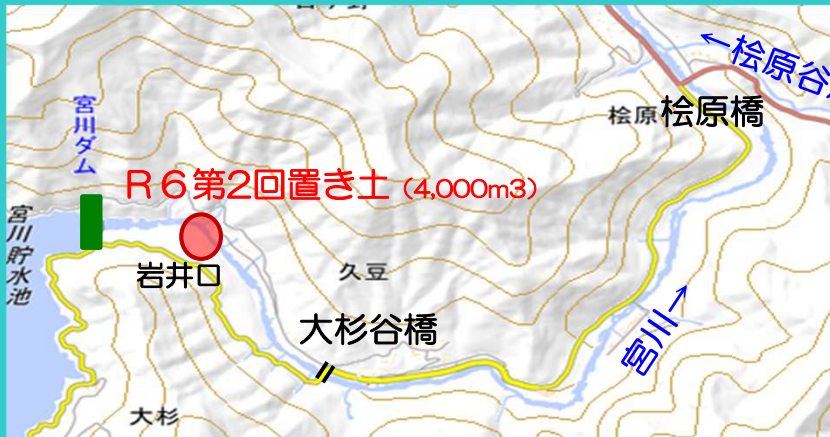 ←桧原谷
桧原
桧原橋
宮川ダム
R6第2回置き土(4,000m3)
宮川貯水池
岩井口
久豆
大杉谷橋
宮川→
大杉